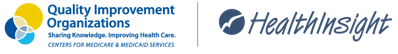 Quality Improvement
Organizations
Sharing Knowledge. Improving Health Care.
CENTERS FOR MEDICARE & MEDICAID SERVICES
HealthInsight